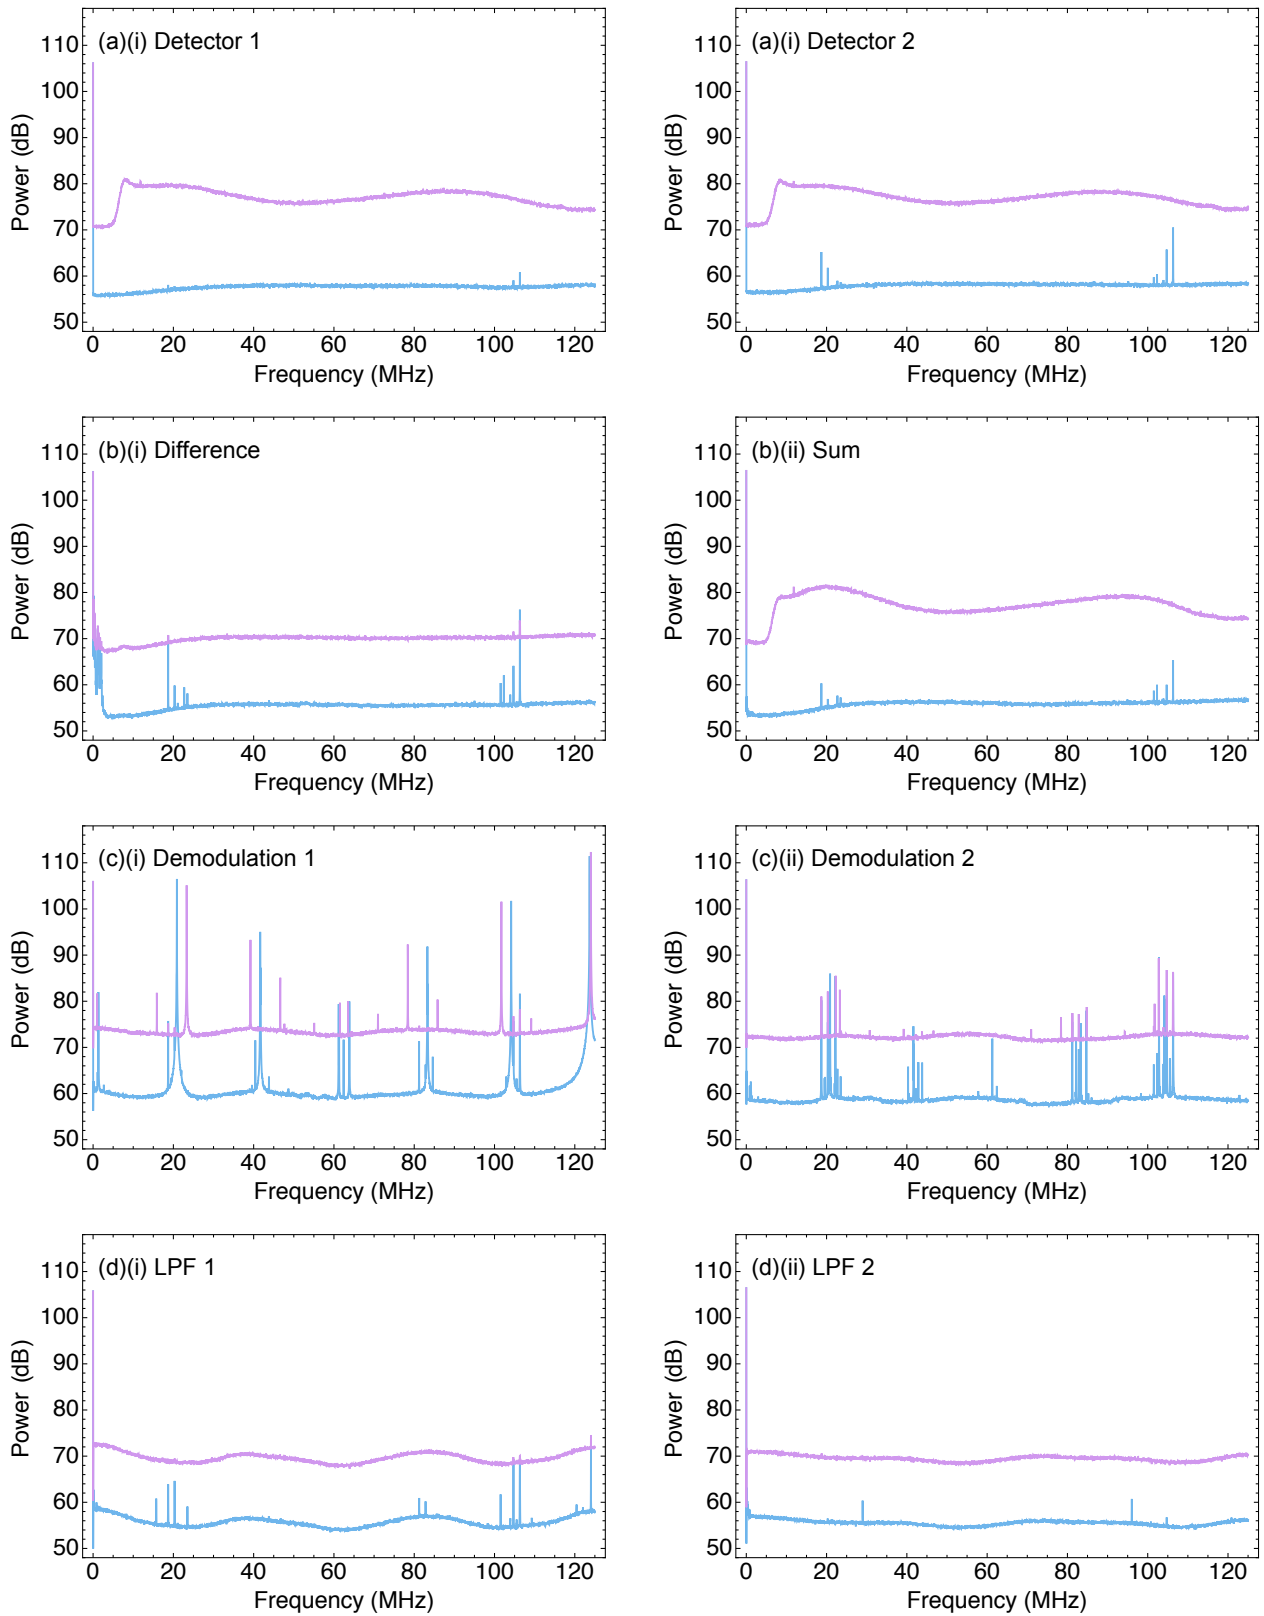 (a)(i) Detector 1
110
100
90
80
70
60
50
Power (dB)
0 20 40 60 80 100 120
Frequency (MHz)
(a)(i) Detector 2
110
100
90
80
70
60
50
Power (dB)
0 20 40 60 80 100 120
Frequency (MHz)
(b)(i) Difference
110
100
90
80
70
60
50
Power (dB)
0 20 40 60 80 100 120
Frequency (MHz)
(b)(ii) Sum
110
100
90
80
70
60
50
Power (dB)
0 20 40 60 80 100 120
Frequency (MHz)
(c)(i) Demodulation 1
110
100
90
80
70
60
50
Power (dB)
0 20 40 60 80 100 120
Frequency (MHz)
(c)(ii) Demodulation 2
110
100
90
80
70
60
50
Power (dB)
0 20 40 60 80 100 120
Frequency (MHz)
(d)(i) LPF 1
110
100
90
80
70
60
50
Power (dB)
0 20 40 60 80 100 120
Frequency (MHz)
(d)(ii) LPF 2
110
100
90
80
70
60
50
Power (dB)
0 20 40 60 80 100 120
Frequency (MHz)